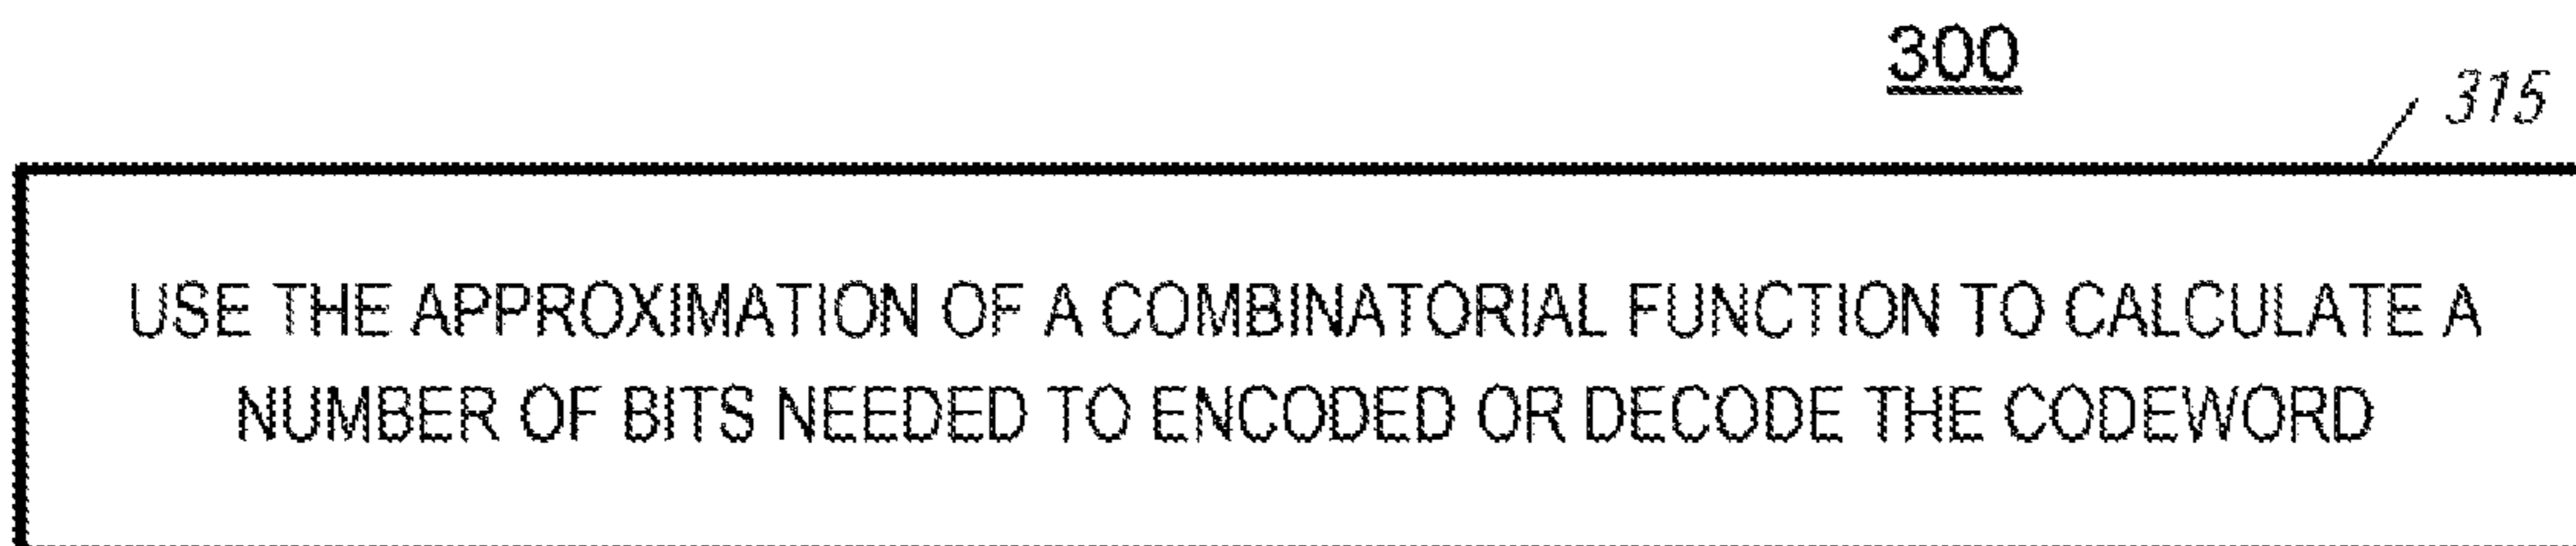 300
315
USE THE APPROXIMATION OF A COMBINATORIAL FUNCTION TO CALCULATE A
NUMBER OF BITS NEEDED TO ENCODED OR DECODE THE CODEWORD